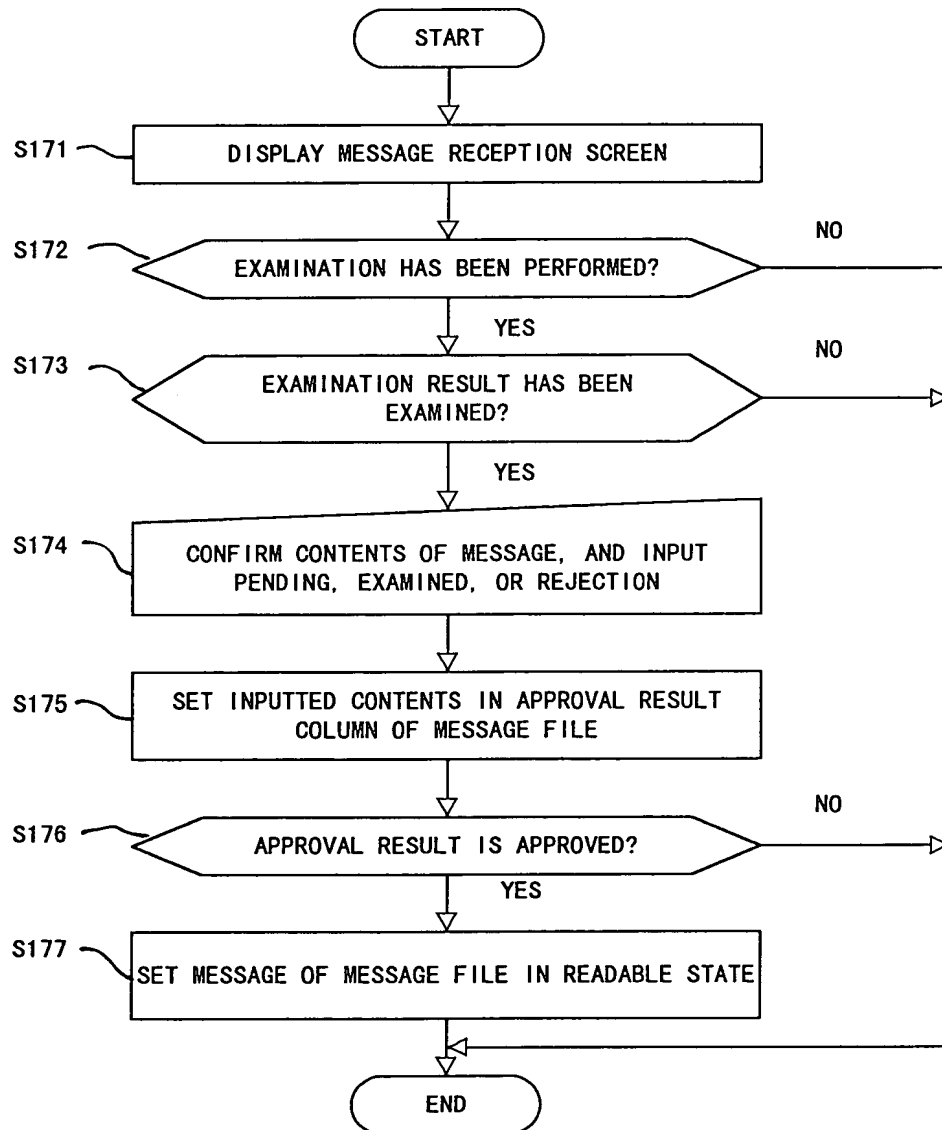 START
S171
DISPLAY MESSAGE RECEPTION SCREEN
S172
NO
EXAMINATION HAS BEEN PERFORMED?
YES
S173
NO
EXAMINATION RESULT HAS BEEN
EXAMINED?
YES
S174
CONFIRM CONTENTS OF MESSAGE, AND INPUT
PENDING, EXAMINED, OR REJECTION
S175
SET INPUTTED CONTENTS IN APPROVAL RESULT
COLUMN OF MESSAGE FILE
S176
NO
APPROVAL RESULT IS APPROVED?
YES
S177
SET MESSAGE OF MESSAGE FILE IN READABLE STATE
END